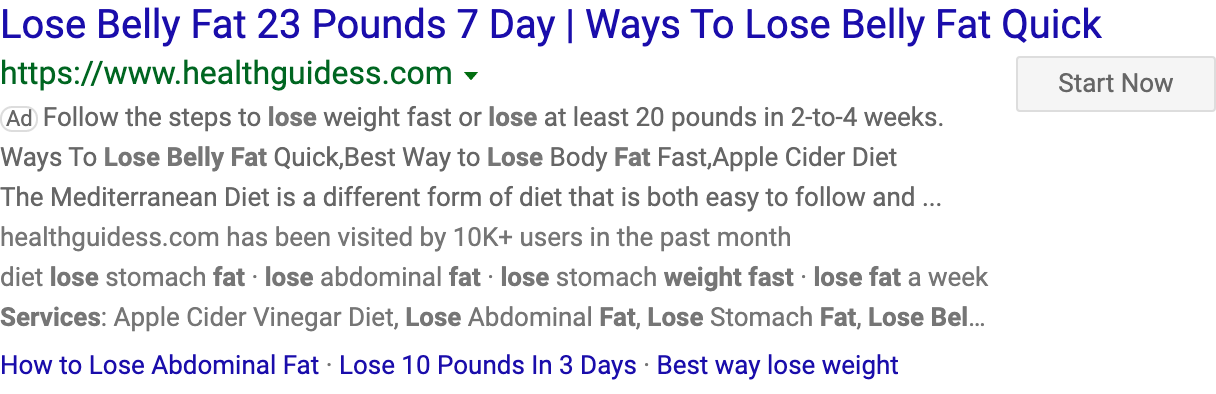 Lose Belly Fat 23 Pounds 7 Day | Ways To Lose Belly Fat Quick
https://www.healthguidess.com
Start Now
Ad Follow the steps to lose weight fast or lose at least 20 pounds in 2-to-4 weeks.
Ways To Lose Belly Fat Quick,Best Way to Lose Body Fat Fast,Apple Cider Diet
The Mediterranean Diet is a different form of diet that is both easy to follow and ...
healthguidess.com has been visited by 10K+ users in the past month
diet lose stomach fat · lose abdominal fat · lose stomach weight fast · lose fat a week
Services: Apple Cider Vinegar Diet, Lose Abdominal Fat, Lose Stomach Fat, Lose Bel...
How to Lose Abdominal Fat · Lose 10 Pounds In 3 Days · Best way lose weight